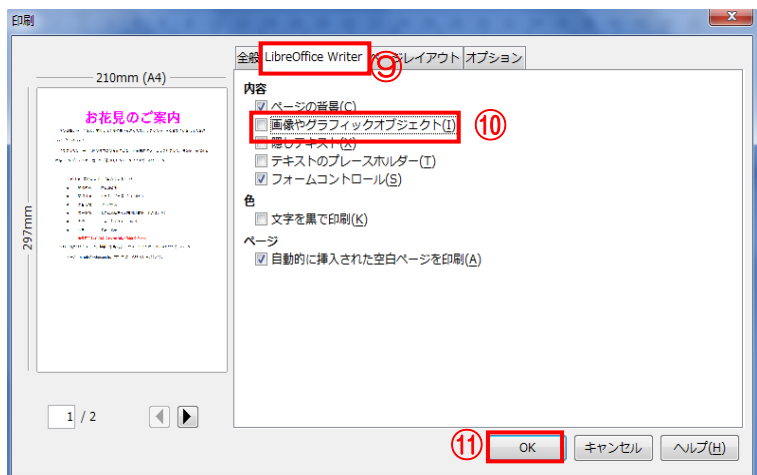 印刷
全般 LibreOffice Writer ページレイアウト オプション
⑨
210mm (A4)
297mm
お花見のご案内
内容
ページの背景(C)
画像やグラフィックオブジェクト(I)
⑩
隠しテキスト(X)
テキストのプレースホルダー(T)
フォームコントロール(S)
色
文字を黒で印刷(K)
ページ
自動的に挿入された空白ページを印刷(A)
1 / 2
⑪
OK キャンセル ヘルプ(H)